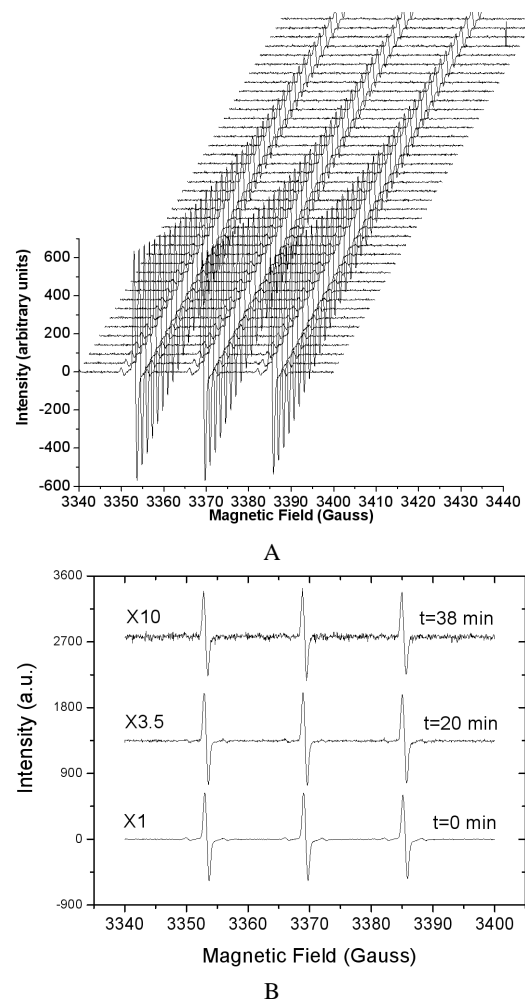 Intensity (arbitrary units)
600
400
200
0
-200
-400
-600
3340 3350 3360 3370 3380 3390 3400 3410 3420 3430 3440
Magnetic Field (Gauss)
A
Intensity (a.u.)
3600
2700
1800
900
0
-900
X10 t=38 min
X3.5 t=20 min
X1 t=0 min
3340 3350 3360 3370 3380 3390 3400
Magnetic Field (Gauss)
B